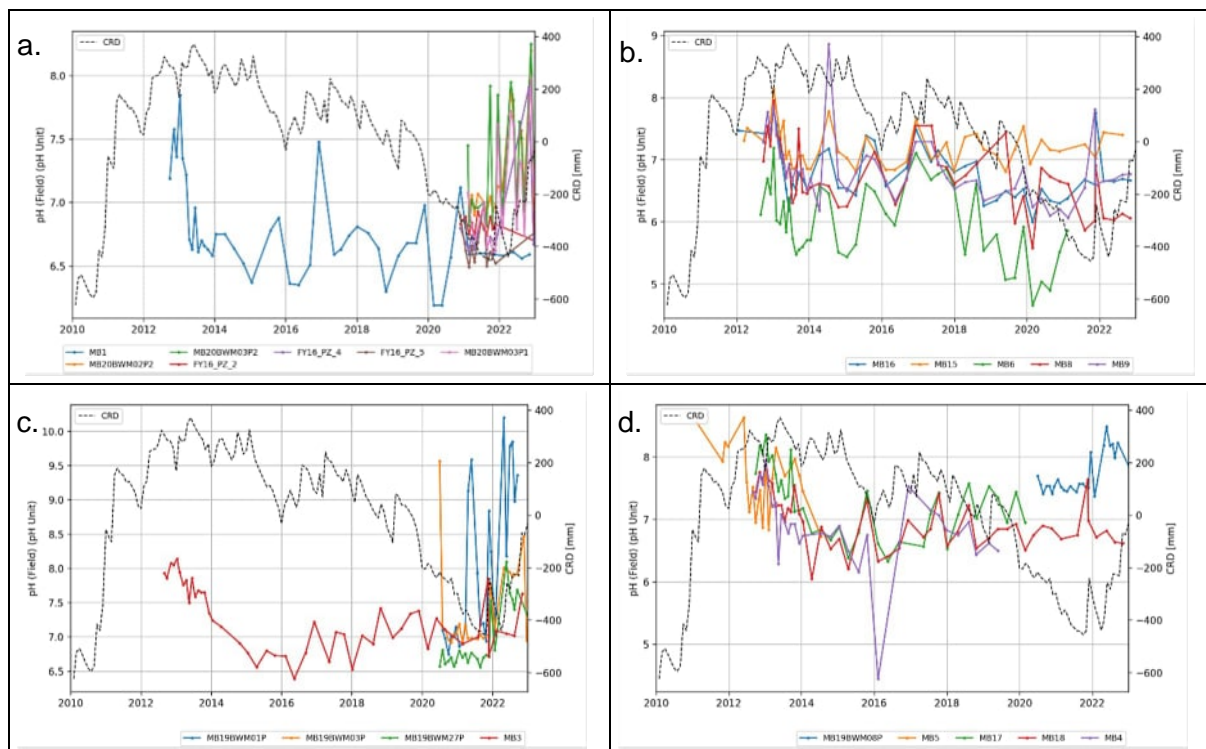 a.
CRD
8.0
7.5
7.0
6.5
pH (Field) (pH Unit)
400
200
0
−200
−400
−600
CRD [mm]
2010 2012 2014 2016 2018 2020 2022
MB1 MB20BWM03P2 FY16_PZ_4 FY16_PZ_5 MB20BWM03P1
MB20BWM02P2 FY16_PZ_2
b.
CRD
9
8
7
6
5
pH (Field) (pH Unit)
400
200
0
−200
−400
−600
CRD [mm]
2010 2012 2014 2016 2018 2020 2022
MB16 MB15 MB6 MB8 MB9
c.
CRD
10.0
9.5
9.0
8.5
8.0
7.5
7.0
6.5
pH (Field) (pH Unit)
400
200
0
−200
−400
−600
CRD [mm]
2010 2012 2014 2016 2018 2020 2022
MB19BWM01P MB19BWM03P MB19BWM27P MB3
d.
CRD
8
7
6
5
pH (Field) (pH Unit)
400
200
0
−200
−400
−600
CRD [mm]
2010 2012 2014 2016 2018 2020 2022
MB19BWM08P MB5 MB17 MB18 MB4